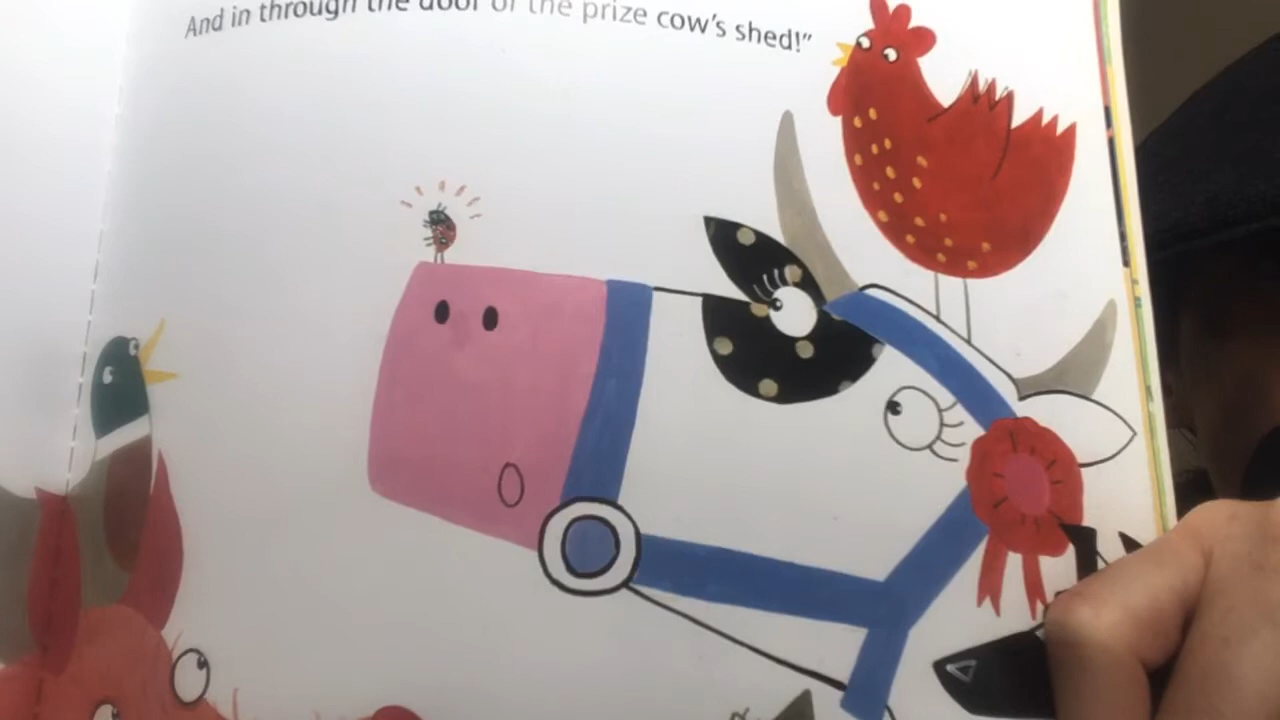 And in through the door of the prize cow's shed!"